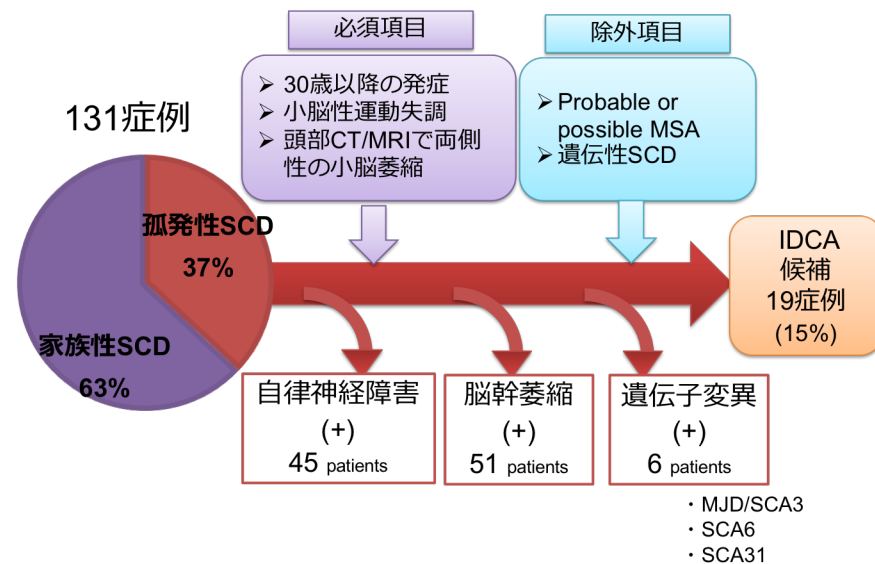 必須項目
除外項目
131症例
➤ 30歳以降の発症
➤ 小脳性運動失調
➤ 頭部CT/MRIで両側
性の小脳萎縮
➤ Probable or
possible MSA
➤ 遺伝性SCD
孤発性SCD
37%
家族性SCD
63%
IDCA
候補
19症例
(15%)
自律神経障害
(+)
45 patients
脳幹萎縮
(+)
51 patients
遺伝子変異
(+)
6 patients
・MJD/SCA3
・SCA6
・SCA31